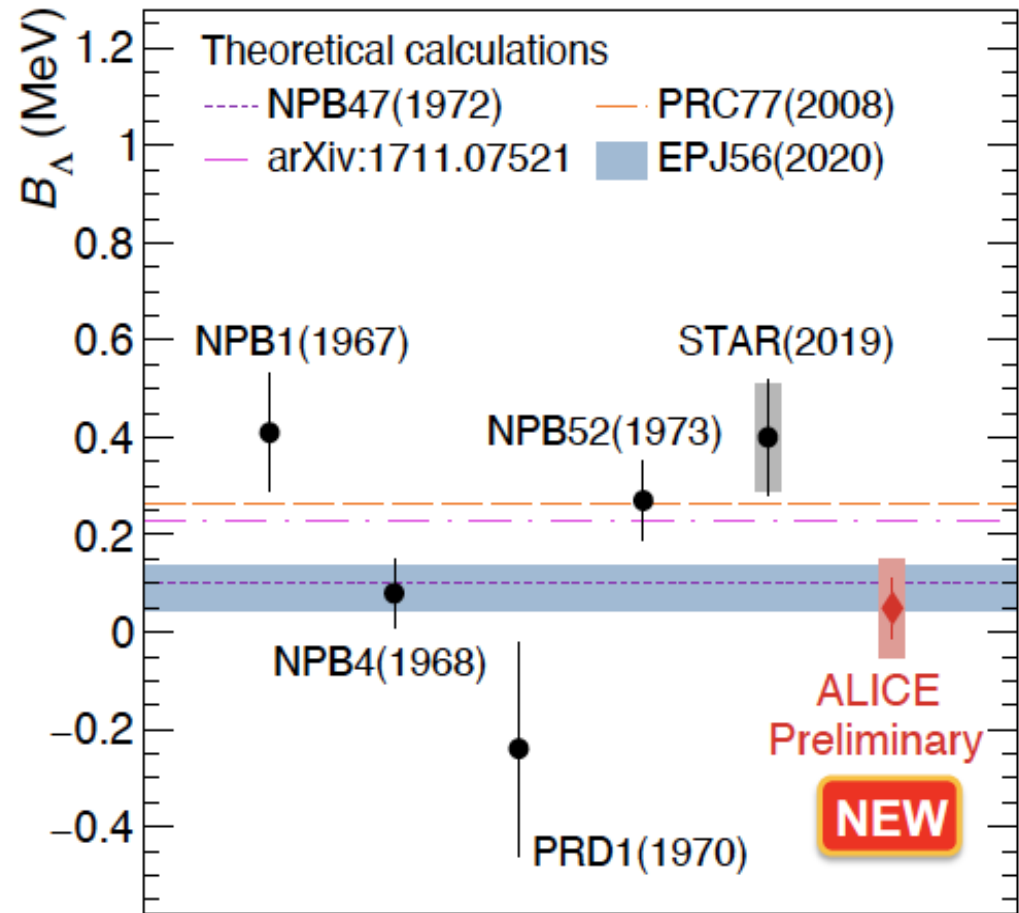 B_Λ (MeV)
1.2
1
0.8
0.6
0.4
0.2
0
−0.2
−0.4
Theoretical calculations
NPB47(1972)
PRC77(2008)
arXiv:1711.07521
EPJ56(2020)
NPB1(1967)
STAR(2019)
NPB52(1973)
NPB4(1968)
ALICE
Preliminary
NEW
PRD1(1970)